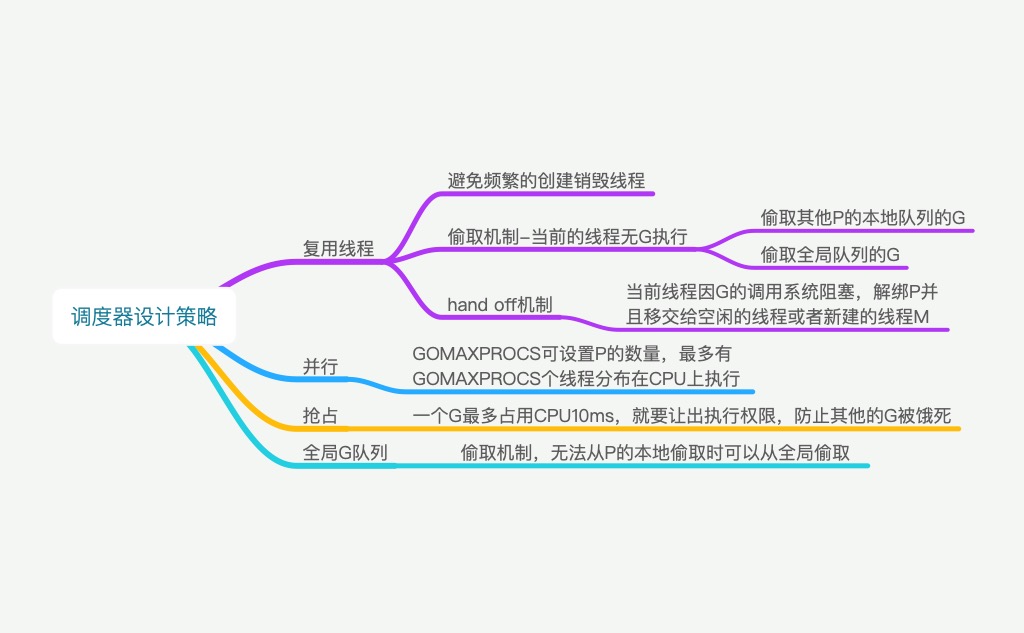 调度器设计策略
复用线程
避免频繁的创建销毁线程
偷取机制-当前的线程无G执行
偷取其他P的本地队列的G
偷取全局队列的G
hand off机制
当前线程因G的调用系统阻塞，解绑P并
且移交给空闲的线程或者新建的线程M
并行
GOMAXPROCS可设置P的数量，最多有
GOMAXPROCS个线程分布在CPU上执行
抢占
一个G最多占用CPU10ms，就要让出执行权限，防止其他的G被饿死
全局G队列
偷取机制，无法从P的本地偷取时可以从全局偷取